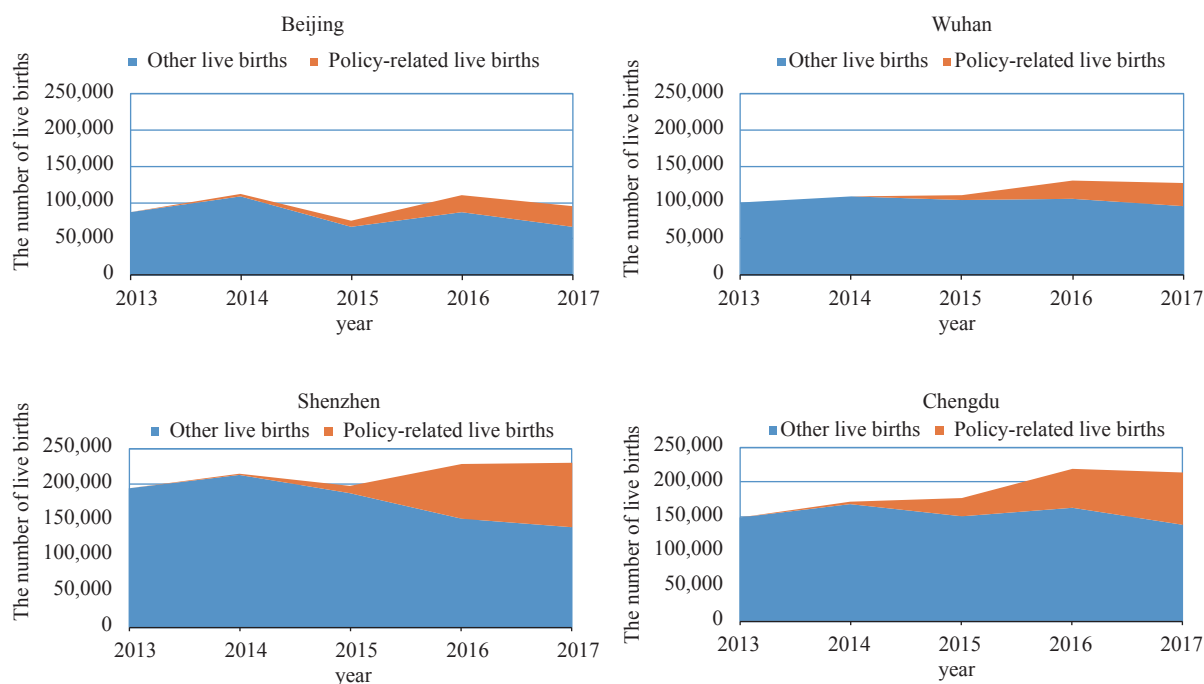 Beijing
Other live births Policy-related live births
The number of live births
250,000
200,000
150,000
100,000
50,000
0
2013 2014 2015 2016 2017
year
Wuhan
Other live births Policy-related live births
The number of live births
250,000
200,000
150,000
100,000
50,000
0
2013 2014 2015 2016 2017
year
Shenzhen
Other live births Policy-related live births
The number of live births
250,000
200,000
150,000
100,000
50,000
0
2013 2014 2015 2016 2017
year
Chengdu
Other live births Policy-related live births
The number of live births
250,000
200,000
150,000
100,000
50,000
0
2013 2014 2015 2016 2017
year